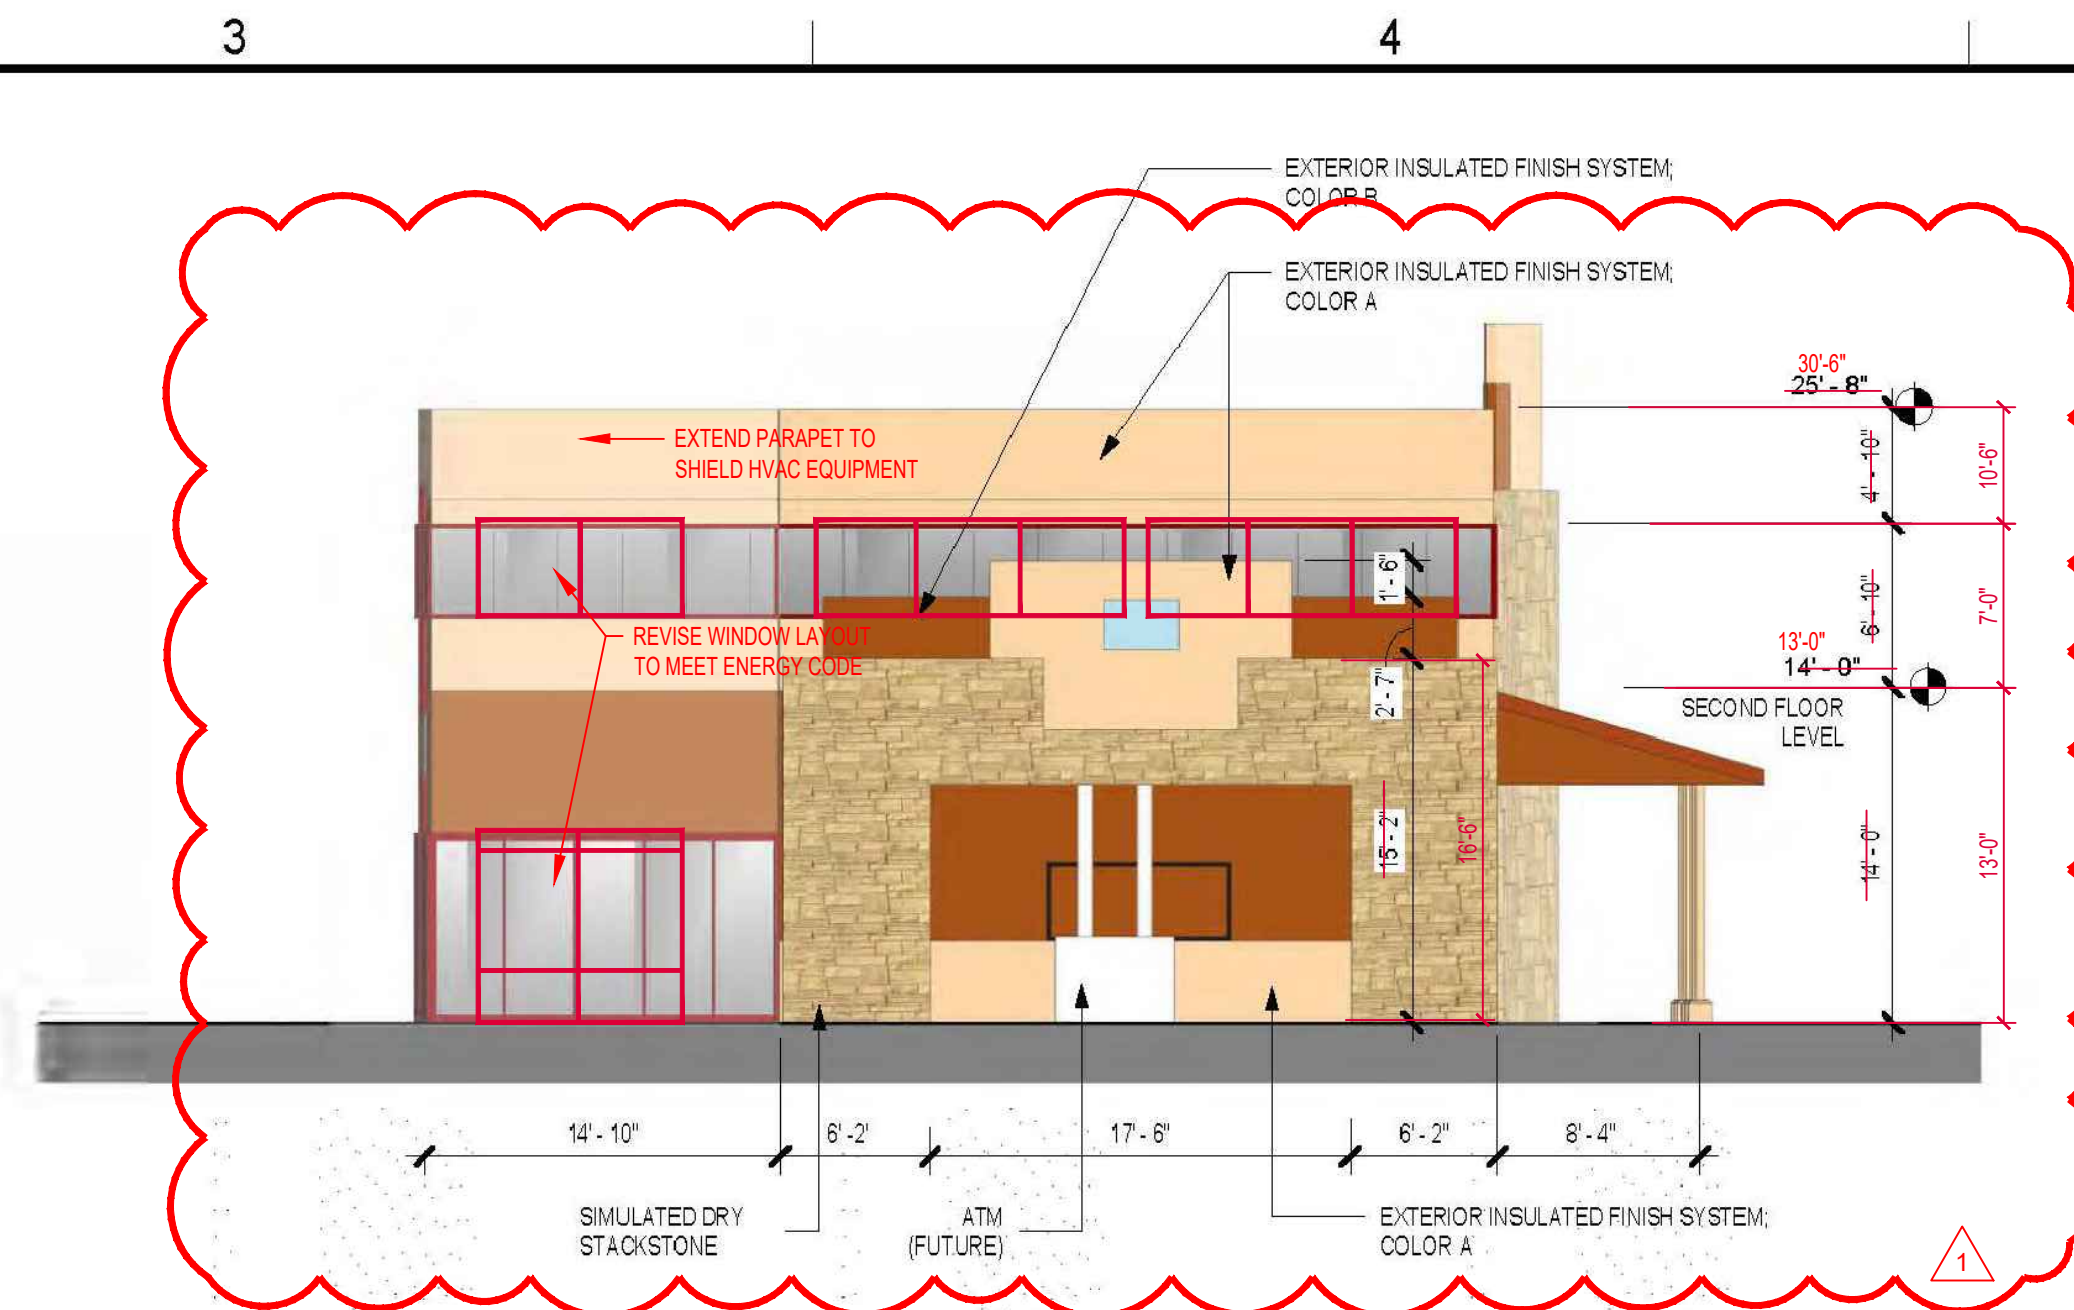 3
4
EXTERIOR INSULATED FINISH SYSTEM;
COLOR B
EXTERIOR INSULATED FINISH SYSTEM;
COLOR A
30'-6"
25' - 8"
EXTEND PARAPET TO
SHIELD HVAC EQUIPMENT
4' - 10"
10'-6"
1' - 6"
6' - 10"
7'-0"
REVISE WINDOW LAYOUT
TO MEET ENERGY CODE
13'-0"
14' - 0"
2' - 7"
SECOND FLOOR
LEVEL
15' - 2"
16'-6"
14' - 0"
13'-0"
14' - 10"
6' -2'
17' - 6"
6' - 2"
8' - 4"
SIMULATED DRY
STACKSTONE
ATM
(FUTURE)
EXTERIOR INSULATED FINISH SYSTEM;
COLOR A
1